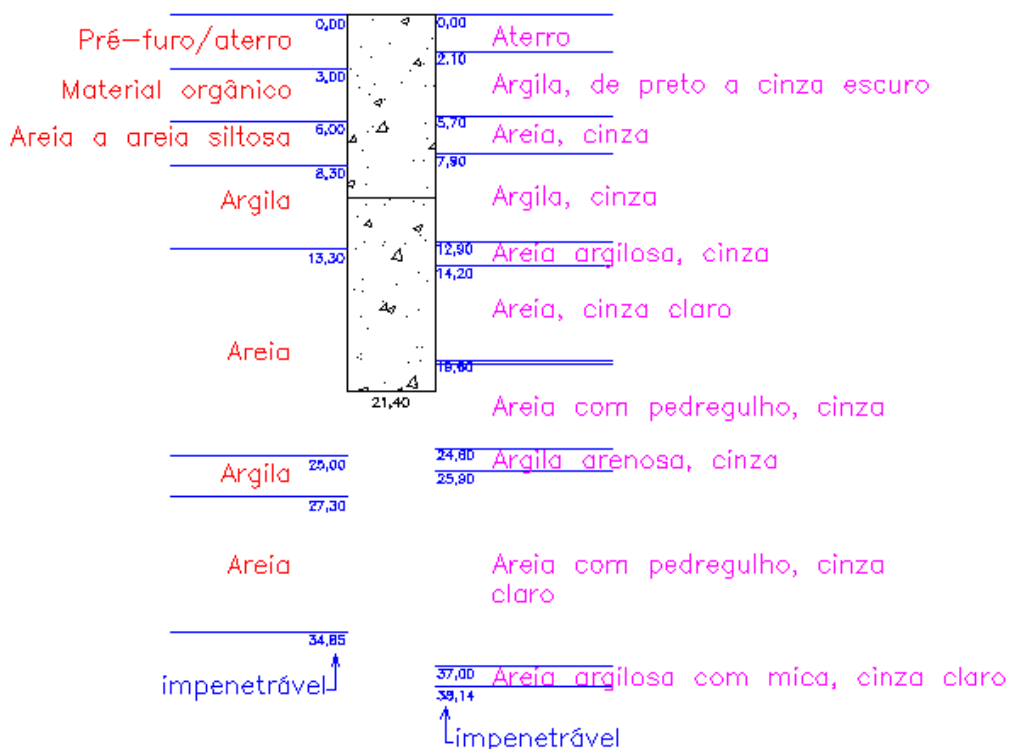 Pré-furo/aterro
0,00
Material orgânico
3,00
Areia a areia siltosa
6,00
8,30
Argila
13,30
Areia
Argila
25,00
27,30
Areia
34,85
impenetrável
21,40
0,00
Aterro
2,10
Argila, de preto a cinza escuro
5,70
Areia, cinza
7,90
Argila, cinza
12,90
Areia argilosa, cinza
14,20
Areia, cinza claro
Areia com pedregulho, cinza
24,60
Argila arenosa, cinza
25,90
Areia com pedregulho, cinza
claro
37,00
Areia argilosa com mica, cinza claro
38,14
impenetrável